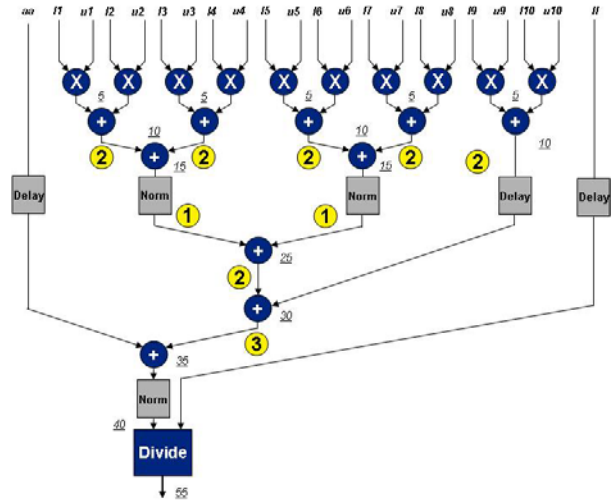 aa l1 u1 l2 u2 l3 u3 l4 u4 l5 u5 l6 u6 l7 u7 l8 u8 l9 u9 l10 u10 ll
X X X X X X X X X X
5 5 5 5 5
+ + + + +
10 10 10
2 + 2 2 + 2 2
15 15
Delay Norm Norm Delay Delay
1 1
+
25
2
+
30
3
+
35
Norm
40
Divide
55